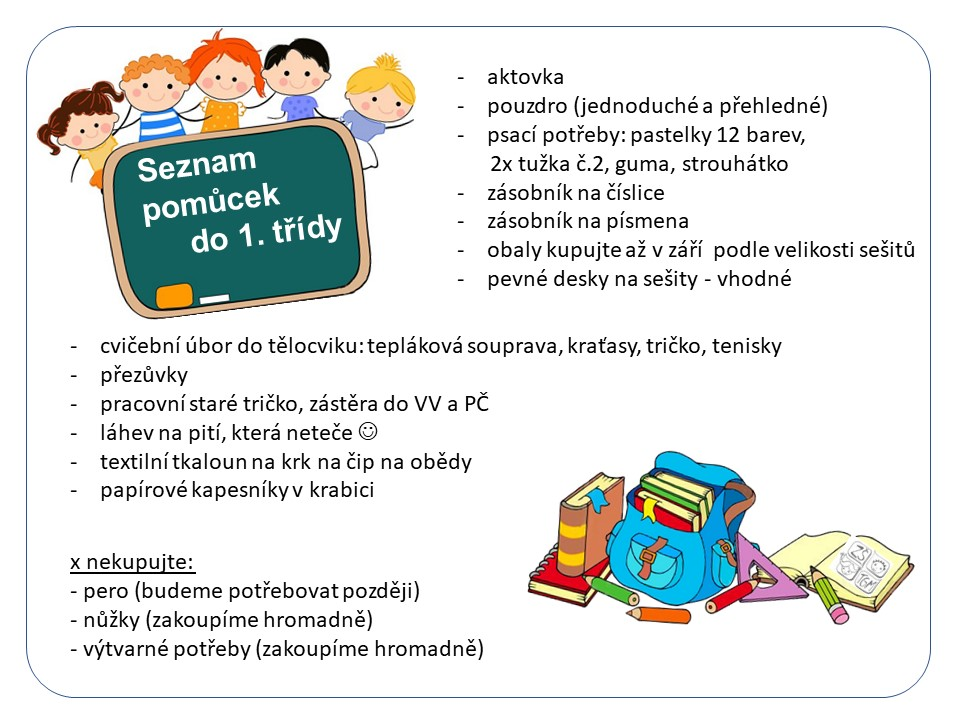 Seznam
pomůcek
do 1. třídy
- aktovka
- pouzdro (jednoduché a přehledné)
- psací potřeby: pastelky 12 barev,
2x tužka č.2, guma, strouhátko
- zásobník na číslice
- zásobník na písmena
- obaly kupujte až v září podle velikosti sešitů
- pevné desky na sešity - vhodné
- cvičební úbor do tělocviku: tepláková souprava, kraťasy, tričko, tenisky
- přezůvky
- pracovní staré tričko, zástěra do VV a PČ
- láhev na pití, která neteče ☺
- textilní tkaloun na krk na čip na obědy
- papírové kapesníky v krabici
x nekupujte:
- pero (budeme potřebovat později)
- nůžky (zakoupíme hromadně)
- výtvarné potřeby (zakoupíme hromadně)
ZŠ
TGM